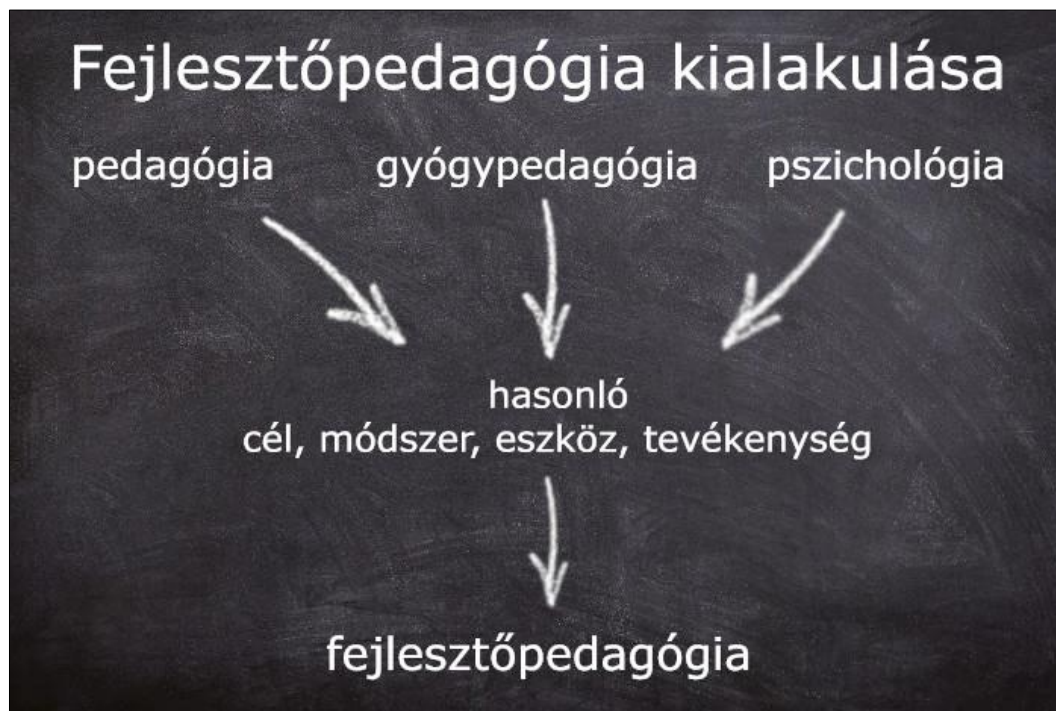 Fejlesztőpedagógia kialakulása
pedagógia gyógypedagógia pszichológia
hasonló
cél, módszer, eszköz, tevékenység
fejlesztőpedagógia